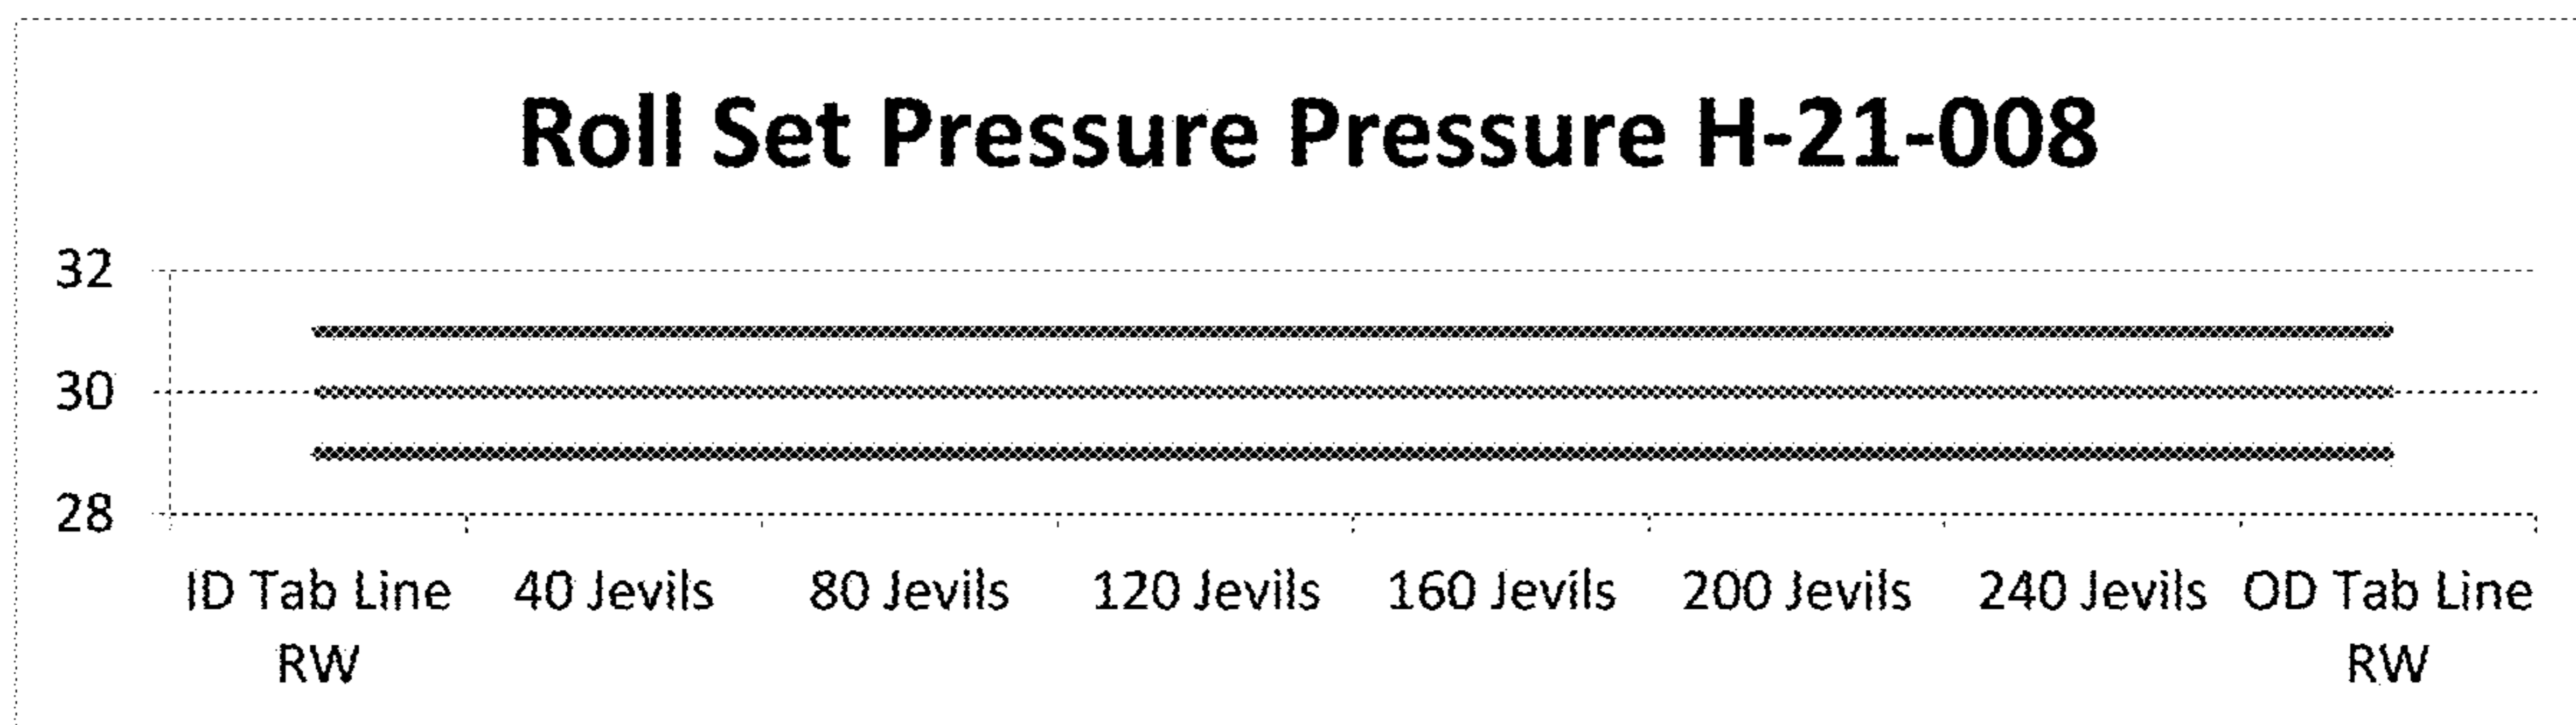 Roll Set Pressure Pressure H-21-008
32
30
28
ID Tab Line RW
40 Jevils
80 Jevils
120 Jevils
160 Jevils
200 Jevils
240 Jevils
OD Tab Line RW